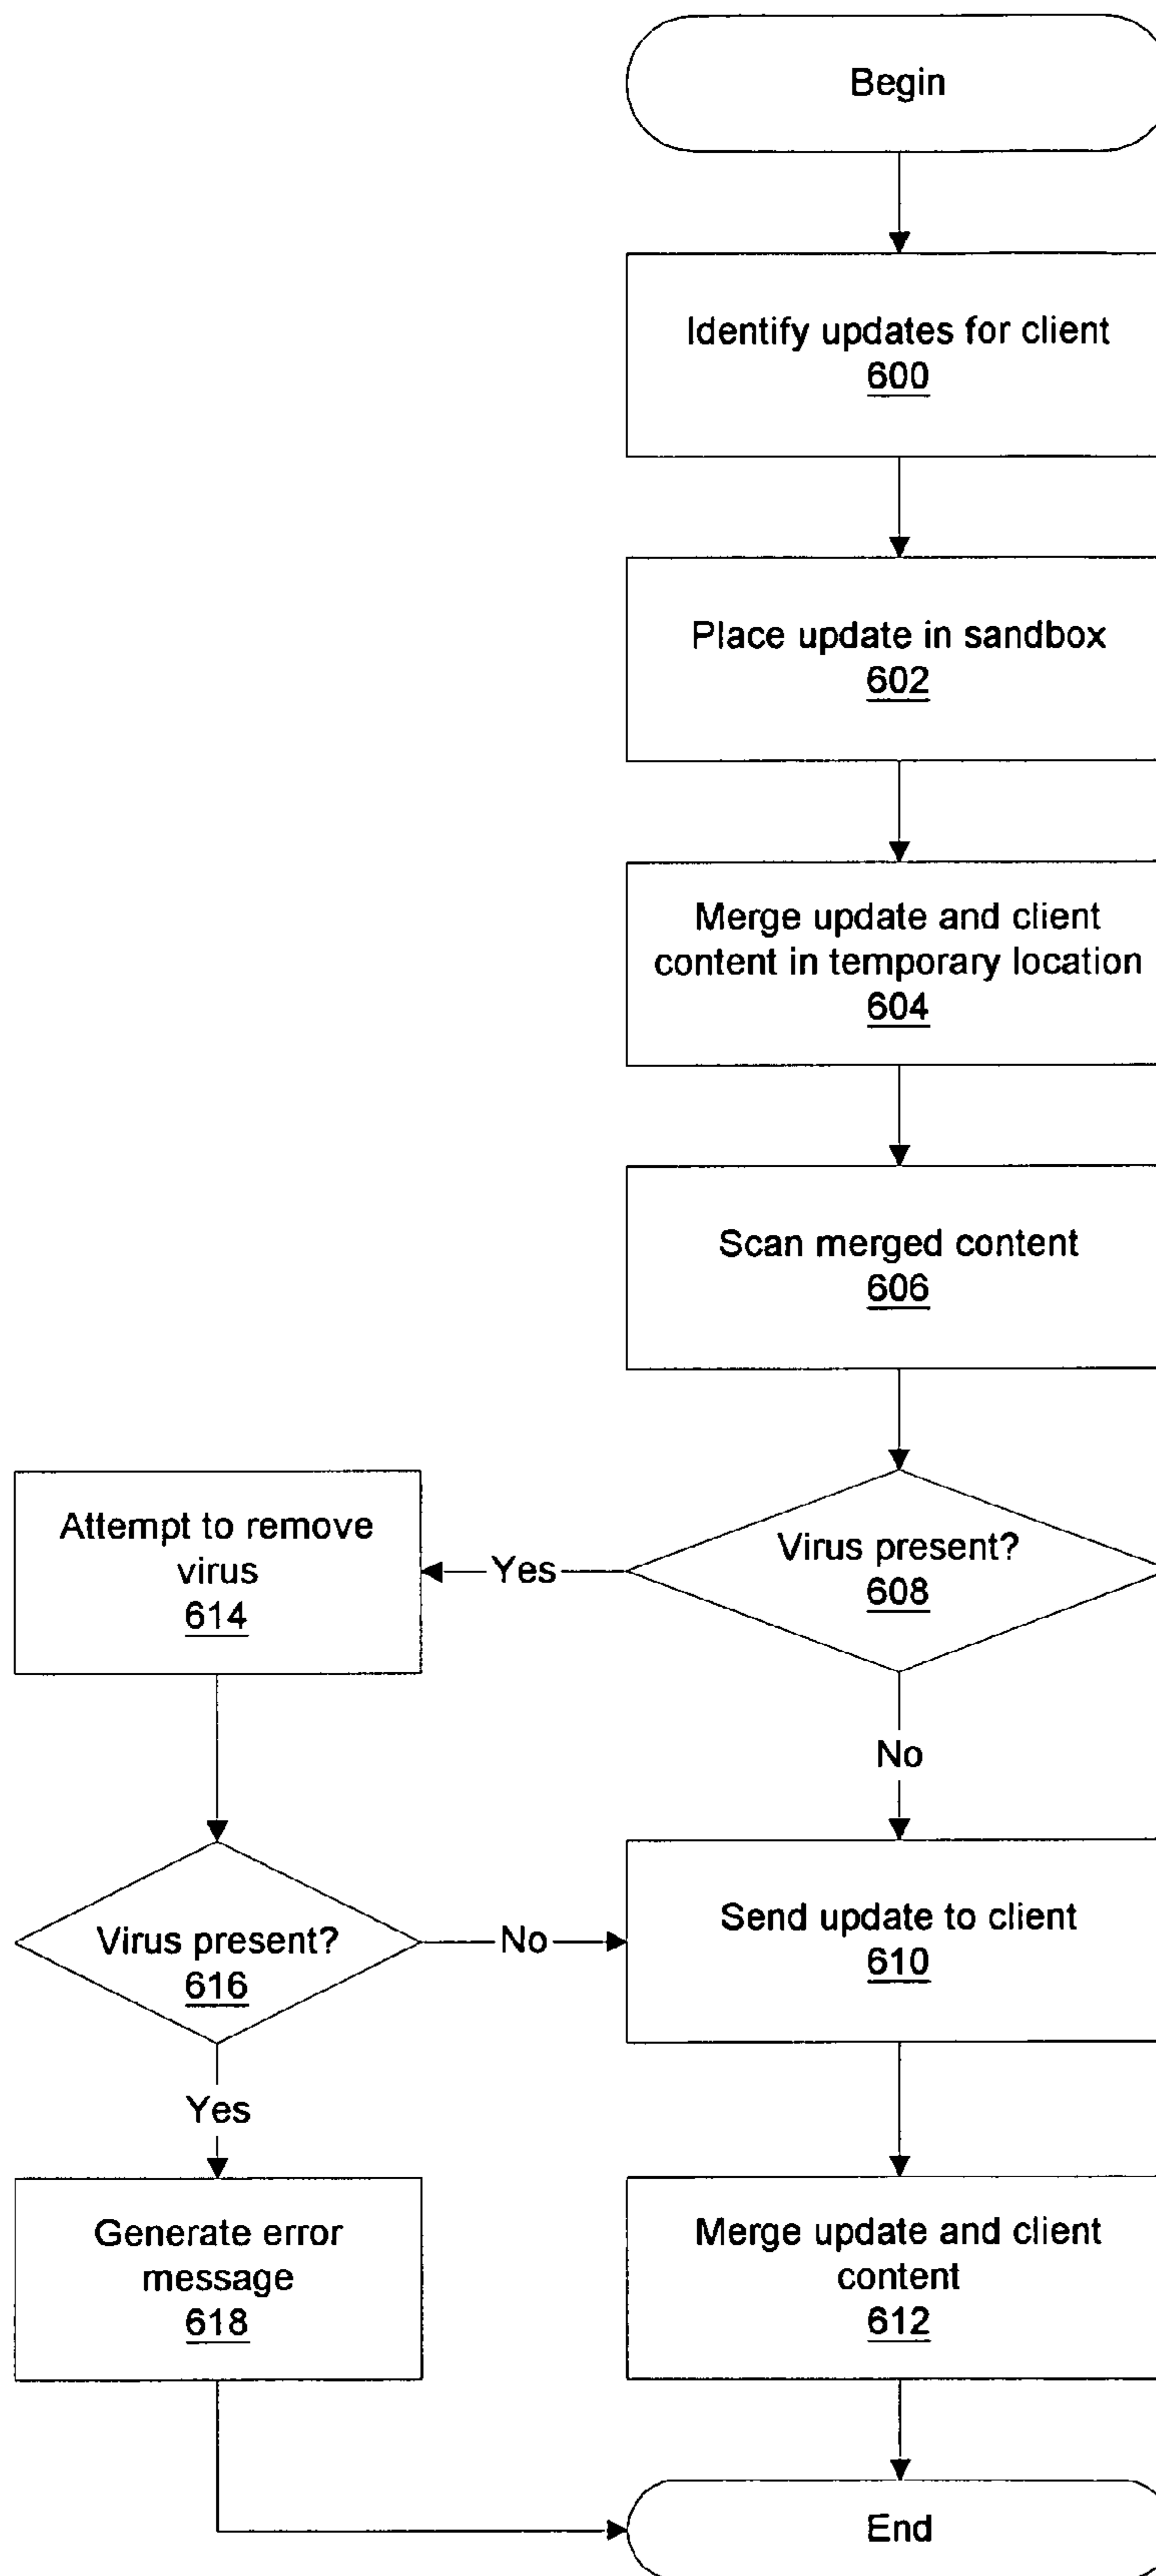 Begin
Identify updates for client
600
Place update in sandbox
602
Merge update and client
content in temporary location
604
Scan merged content
606
Virus present?
608
Yes
Attempt to remove
virus
614
No
Virus present?
616
No
Send update to client
610
Yes
Generate error
message
618
Merge update and client
content
612
End